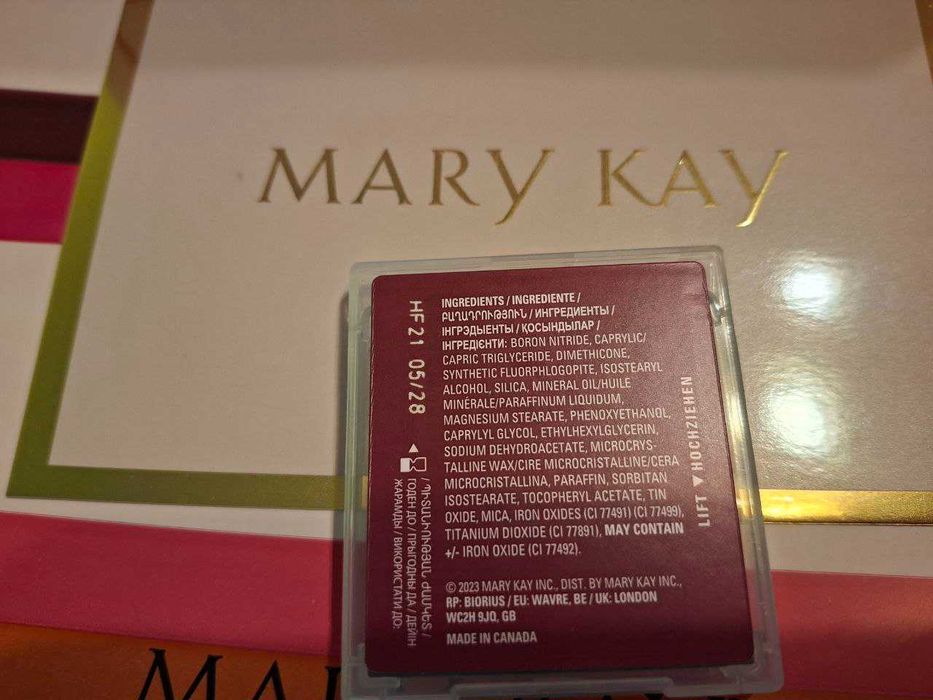 MARY KAY
HF21 05/28
INGREDIENTS / INGREDIENTE /
ԲԱՂԱԴՐՈՒԹՅՈՒՆ / ИНГРЕДИЕНТЫ /
ІНГРЭДЫЕНТЫ / ҚОСЫНДЫЛАР /
ІНГРЕДІЄНТИ: BORON NITRIDE, CAPRYLIC/
CAPRIC TRIGLYCERIDE, DIMETHICONE,
SYNTHETIC FLUORPHLOGOPITE, ISOSTEARYL
ALCOHOL, SILICA, MINERAL OIL/HUILE
MINÉRALE/PARAFFINUM LIQUIDUM,
MAGNESIUM STEARATE, PHENOXYETHANOL,
CAPRYLYL GLYCOL, ETHYLHEXYLGLYCERIN,
SODIUM DEHYDROACETATE, MICROCRYS-
TALLINE WAX/CIRE MICROCRISTALLINE/CERA
MICROCRISTALLINA, PARAFFIN, SORBITAN
ISOSTEARATE, TOCOPHERYL ACETATE, TIN
OXIDE, MICA, IRON OXIDES (CI 77491) (CI 77499),
TITANIUM DIOXIDE (CI 77891), MAY CONTAIN
+/- IRON OXIDE (CI 77492).
© 2023 MARY KAY INC., DIST. BY MARY KAY INC.,
RP: BIORIUS / EU: WAVRE, BE / UK: LONDON
WC2H 9JQ, GB
MADE IN CANADA
/ ՊԻՏԱՆԻՈՒԹՅԱՆ ԺԱՄԿԵՏ /
ГОДЕН ДО / ПРЫГОДНЫ ДА / ДЕЙІН
ЖАРАМДЫ / ВИКОРИСТАТИ ДО:
LIFT ▼ HOCHZIEHEN
MARY KAY